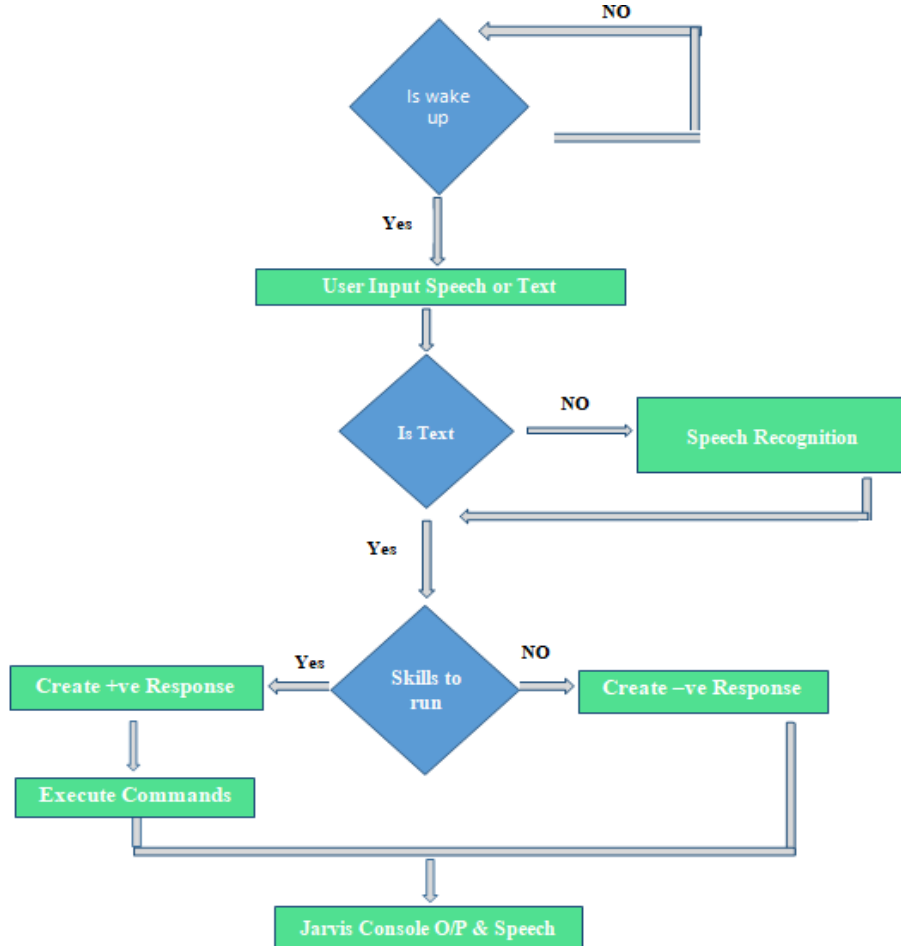 NO
Is wake
up
Yes
User Input Speech or Text
Is Text
NO
Speech Recognition
Yes
Skills to
run
Yes
NO
Create +ve Response
Create –ve Response
Execute Commands
Jarvis Console O/P & Speech